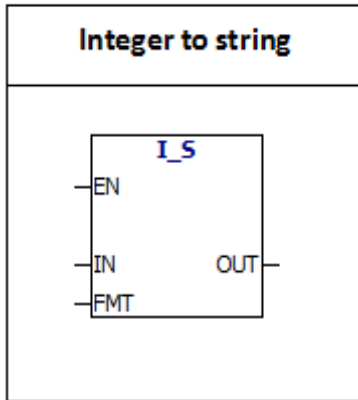 Integer to string
I_S
EN
IN OUT
FMT